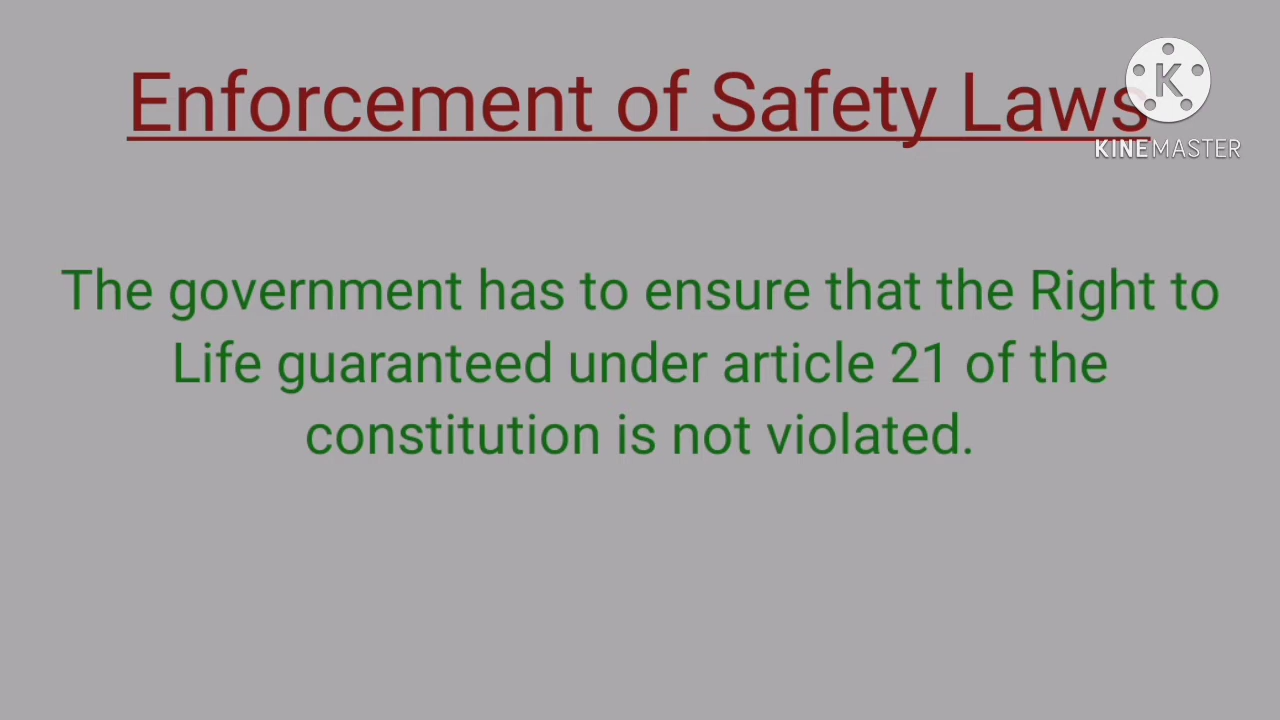 Enforcement of Safety Laws
K
KINEMASTER
The government has to ensure that the Right to
Life guaranteed under article 21 of the
constitution is not violated.